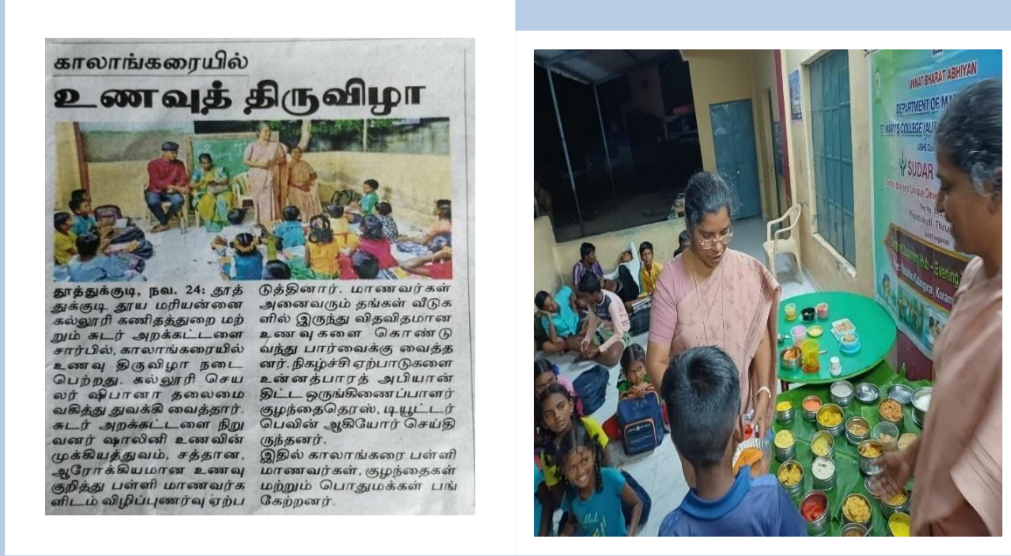 காலாங்கரையில்
உணவுத் திருவிழா
தூத்துக்குடி, நவ. 24: தூத்
துக்குடி தூய மரியன்னை
கல்லூரி கணிதத்துறை மற்
றும் சுடர் அறக்கட்டளை
சார்பில், காலாங்கரையில்
உணவு திருவிழா நடை
பெற்றது. கல்லூரி செய
லர் ஷிபானா தலைமை
வகித்து துவக்கி வைத்தார்.
சுடர் அறக்கட்டளை நிறு
வனர் ஷாலினி உணவின்
முக்கியத்துவம், சத்தான,
ஆரோக்கியமான உணவு
குறித்து பள்ளி மாணவர்க
ளிடம் விழிப்புணர்வு ஏற்ப
டுத்தினார். மாணவர்கள்
அனைவரும் தங்கள் வீடுக
ளில் இருந்து விதவிதமான
உணவுகளை கொண்டு
வந்து பார்வைக்கு வைத்த
னர். நிகழ்ச்சி ஏற்பாடுகளை
உன்னத்பாரத் அபியான்
திட்ட ஒருங்கிணைப்பாளர்
குழந்தைதெரஸ், டியூட்டர்
பெவின் ஆகியோர் செய்தி
ருந்தனர்.
இதில் காலாங்கரை பள்ளி
மாணவர்கள், குழந்தைகள்
மற்றும் பொதுமக்கள் பங்
கேற்றனர்.
UNNAT BHARAT ABHIYAN
DEPARTMENT OF
MARY'S COLLEGE
SUDAR